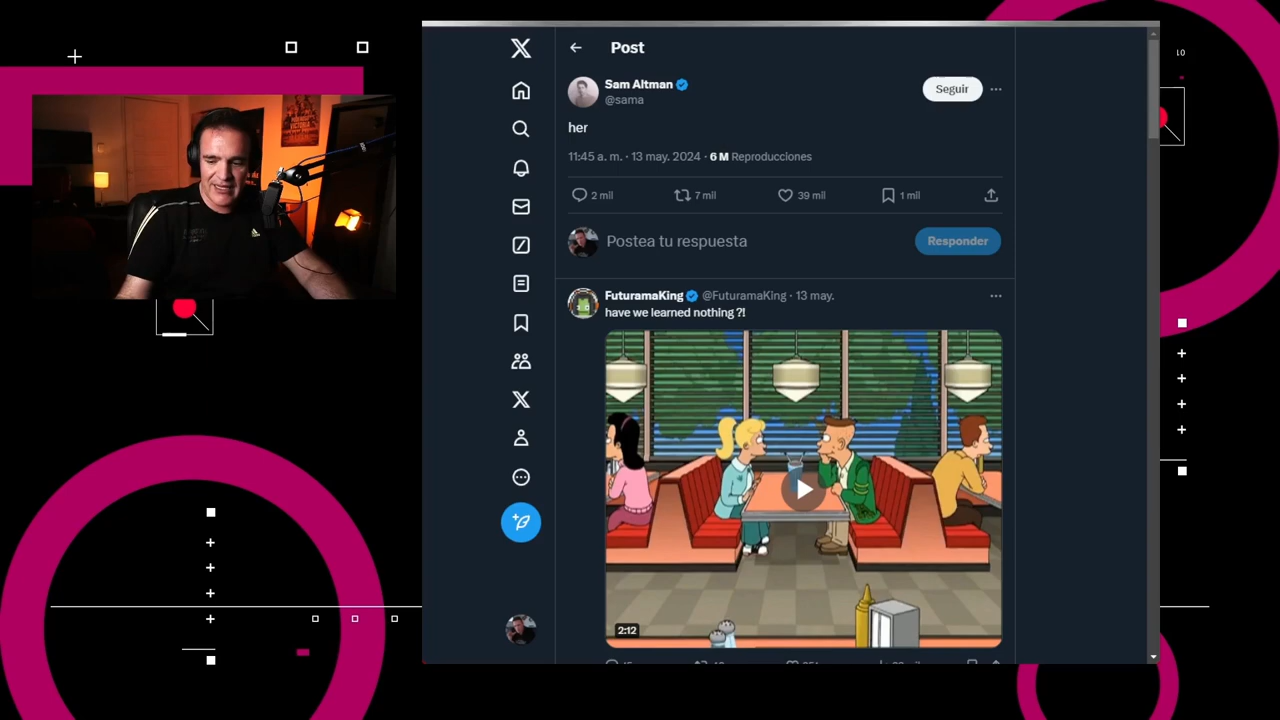 Post
Sam Altman
@sama
Seguir
her
11:45 a. m. · 13 may. 2024 · 6 M Reproducciones
2 mil 7 mil 39 mil 1 mil
Postea tu respuesta
Responder
FuturamaKing @FuturamaKing · 13 may.
have we learned nothing ?!
2:12
10